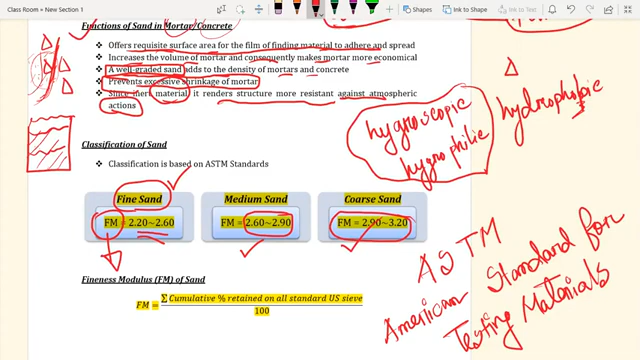 Class Room » New Section 1
Share
Ink to Shape
Ink to
Functions of Sand in Mortar/Concrete
Offers requisite surface area for the film of finding material to adhere and spread
Increases the volume of mortar and consequently makes mortar more economical
A well-graded sand adds to the density of mortars and concrete
Prevents excessive shrinkage of mortar
Since inert material it renders structure more resistant against atmospheric
actions
hydrophobic
hygroscopic
hygrophilic
Classification of Sand
Classification is based on ASTM Standards
Fine Sand
FM = 2.20~2.60
Medium Sand
FM = 2.60~2.90
Coarse Sand
FM = 2.90~3.20
ASTM
American Standard for
Testing Materials
Fineness Modulus (FM) of Sand
FM = ∑ Cumulative % retained on all standard US sieve
100